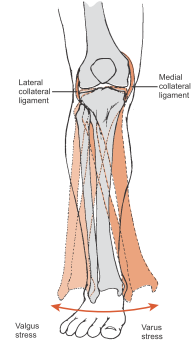 Lateral
collateral
ligament
Medial
collateral
ligament
Valgus
stress
Varus
stress